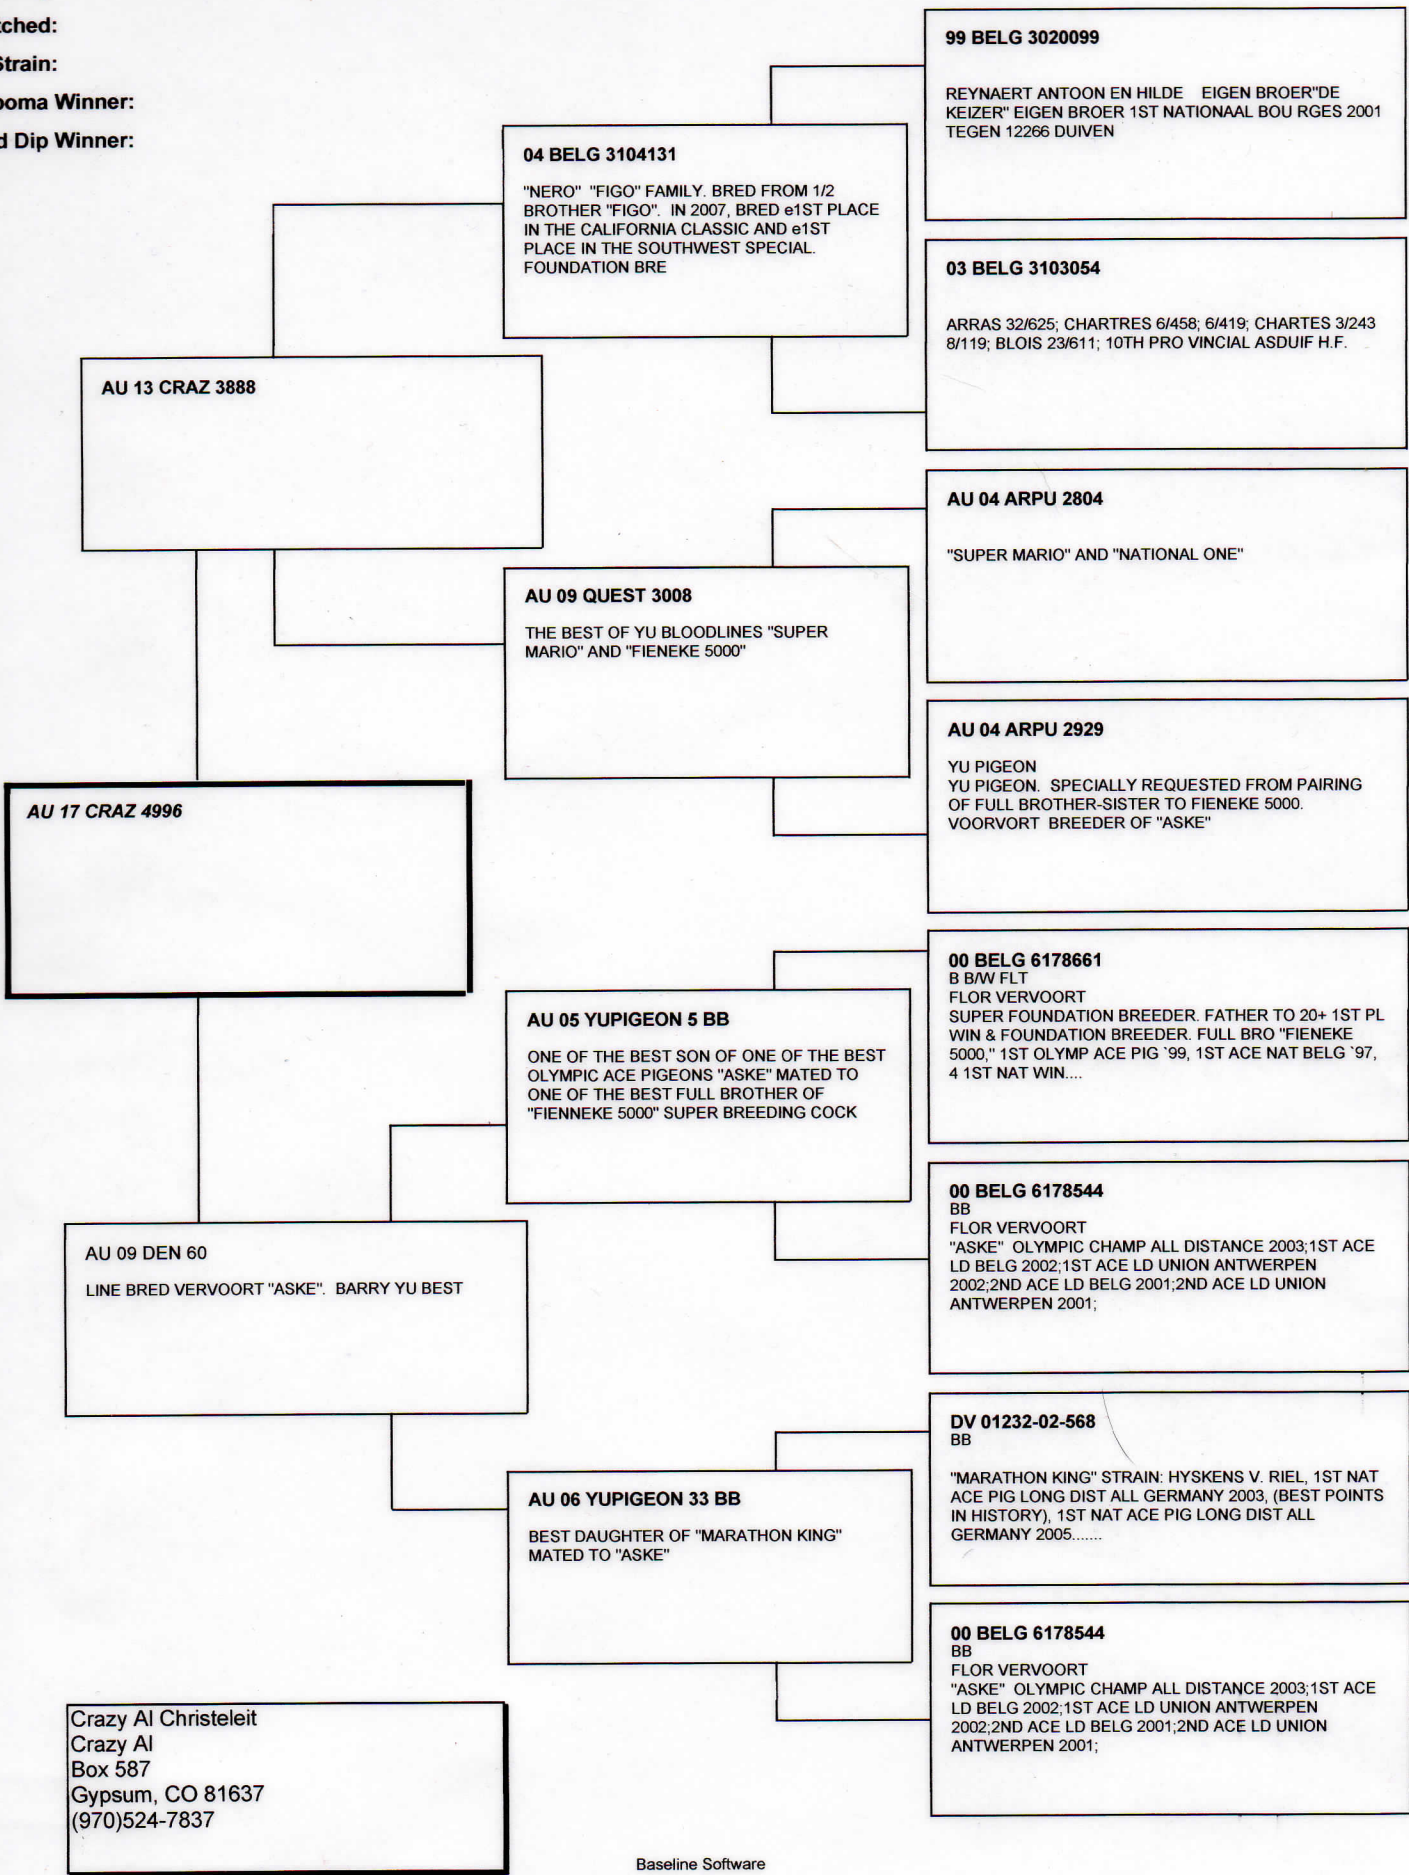 99 BELG 3020099
REYNAERT ANTOON EN HILDE EIGEN BROER"DE
KEIZER" EIGEN BROER 1ST NATIONAAL BOU RGES 2001
TEGEN 12266 DUIVEN
Strain:
Winner:
Dip Winner:
04 BELG 3104131
"NERO" "FIGO" FAMILY. BRED FROM 1/2
BROTHER "FIGO". IN 2007, BRED e1ST PLACE
IN THE CALIFORNIA CLASSIC AND e1ST
PLACE IN THE SOUTHWEST SPECIAL.
FOUNDATION BRE
03 BELG 3103054
ARRAS 32/625; CHARTRES 6/458; 6/419; CHARTES 3/243
8/119; BLOIS 23/611; 10TH PRO VINCIAL ASDUIF H.F.
AU 13 CRAZ 3888
AU 04 ARPU 2804
"SUPER MARIO" AND "NATIONAL ONE"
AU 09 QUEST 3008
THE BEST OF YU BLOODLINES "SUPER
MARIO" AND "FIENEKE 5000"
AU 04 ARPU 2929
YU PIGEON
YU PIGEON. SPECIALLY REQUESTED FROM PAIRING
OF FULL BROTHER-SISTER TO FIENEKE 5000.
VOORVORT BREEDER OF "ASKE"
AU 17 CRAZ 4996
00 BELG 6178661
B B/W FLT
FLOR VERVOORT
SUPER FOUNDATION BREEDER. FATHER TO 20+ 1ST PL
WIN & FOUNDATION BREEDER. FULL BRO "FIENEKE
5000," 1ST OLYMP ACE PIG `99, 1ST ACE NAT BELG `97,
4 1ST NAT WIN....
AU 05 YUPIGEON 5 BB
ONE OF THE BEST SON OF ONE OF THE BEST
OLYMPIC ACE PIGEONS "ASKE" MATED TO
ONE OF THE BEST FULL BROTHER OF
"FIENNEKE 5000" SUPER BREEDING COCK
00 BELG 6178544
BB
FLOR VERVOORT
"ASKE" OLYMPIC CHAMP ALL DISTANCE 2003;1ST ACE
LD BELG 2002;1ST ACE LD UNION ANTWERPEN
2002;2ND ACE LD BELG 2001;2ND ACE LD UNION
ANTWERPEN 2001;
AU 09 DEN 60
LINE BRED VERVOORT "ASKE". BARRY YU BEST
DV 01232-02-568
BB
"MARATHON KING" STRAIN: HYSKENS V. RIEL, 1ST NAT
ACE PIG LONG DIST ALL GERMANY 2003, (BEST POINTS
IN HISTORY), 1ST NAT ACE PIG LONG DIST ALL
GERMANY 2005.......
AU 06 YUPIGEON 33 BB
BEST DAUGHTER OF "MARATHON KING"
MATED TO "ASKE"
00 BELG 6178544
BB
FLOR VERVOORT
"ASKE" OLYMPIC CHAMP ALL DISTANCE 2003;1ST ACE
LD BELG 2002;1ST ACE LD UNION ANTWERPEN
2002;2ND ACE LD BELG 2001;2ND ACE LD UNION
ANTWERPEN 2001;
Crazy Al Christeleit
Crazy Al
Box 587
Gypsum, CO 81637
(970)524-7837
Baseline Software